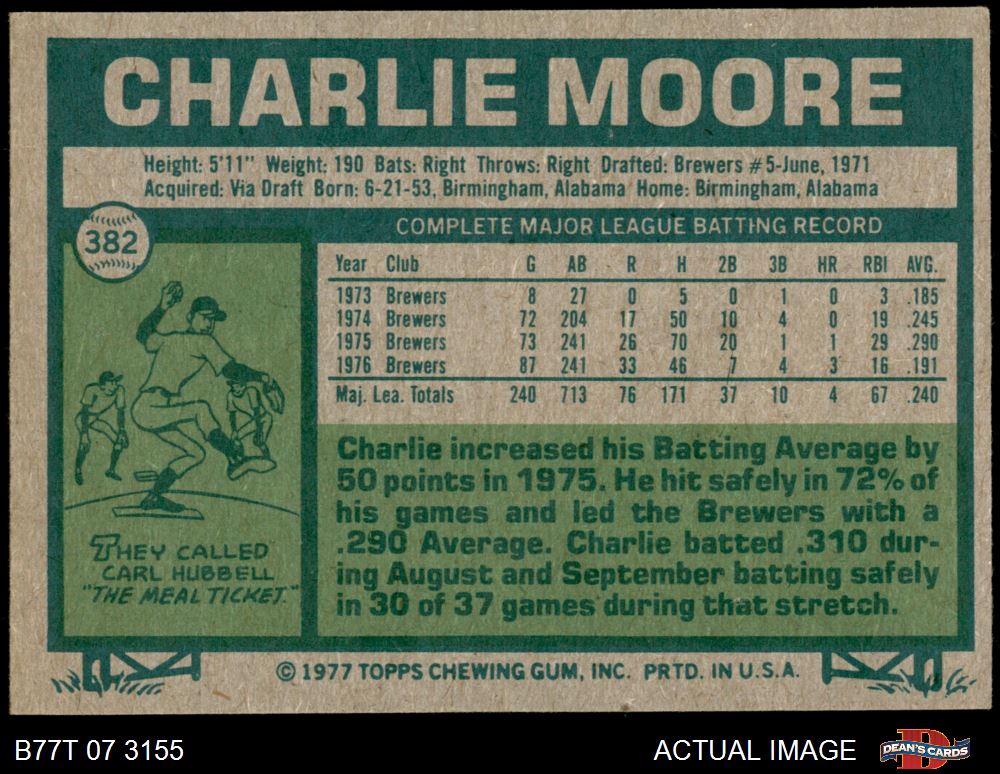 CHARLIE MOORE
Height: 5'11" Weight: 190 Bats: Right Throws: Right Drafted: Brewers #5-June, 1971
Acquired: Via Draft Born: 6-21-53, Birmingham, Alabama Home: Birmingham, Alabama
382
COMPLETE MAJOR LEAGUE BATTING RECORD
Year Club G AB R H 2B 3B HR RBI AVG.
1973 Brewers 8 27 0 5 0 1 0 3 .185
1974 Brewers 72 204 17 50 10 4 0 19 .245
1975 Brewers 73 241 26 70 20 1 1 29 .290
1976 Brewers 87 241 33 46 7 4 3 16 .191
Maj. Lea. Totals 240 713 76 171 37 10 4 67 .240
Charlie increased his Batting Average by
50 points in 1975. He hit safely in 72% of
his games and led the Brewers with a
.290 Average. Charlie batted .310 dur-
ing August and September batting safely
in 30 of 37 games during that stretch.
THEY CALLED
CARL HUBBELL
"THE MEAL TICKET."
© 1977 TOPPS CHEWING GUM, INC. PRTD. IN U.S.A.
B77T 07 3155
ACTUAL IMAGE
DEAN'S CARDS